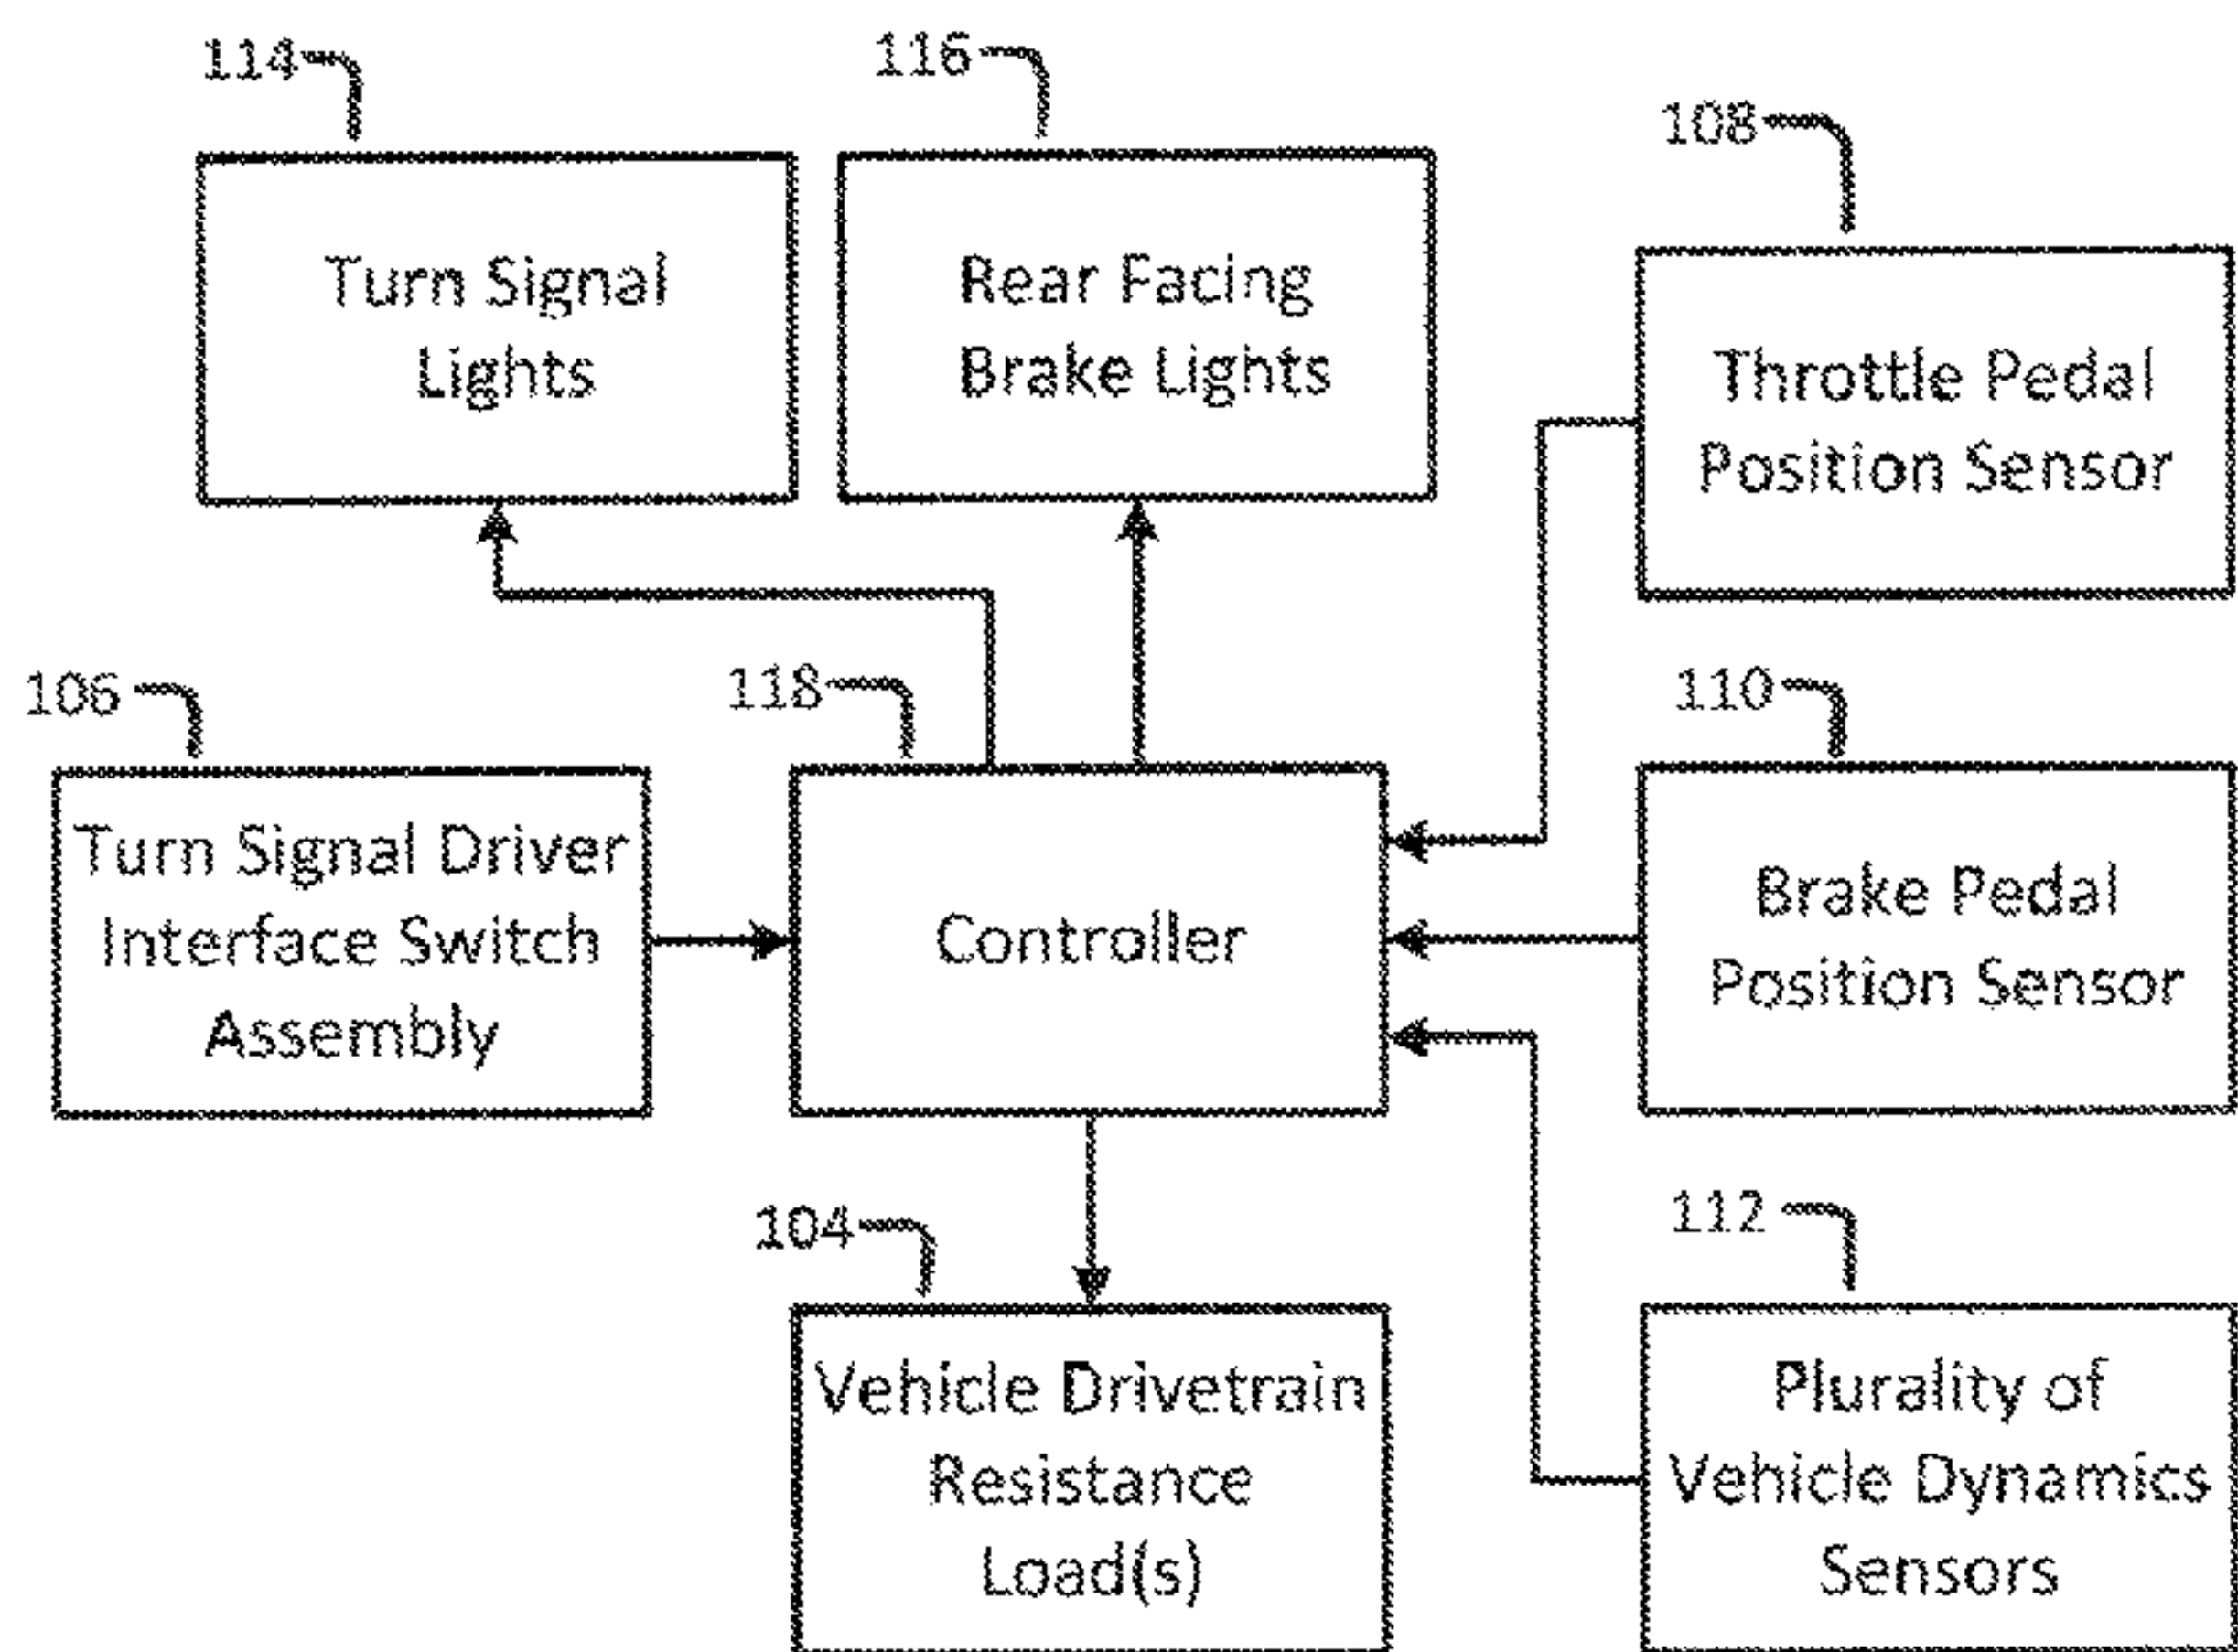 114
Turn Signal
Lights
116
Rear Facing
Brake Lights
108
Throttle Pedal
Position Sensor
106
Turn Signal Driver
Interface Switch
Assembly
118
Controller
110
Brake Pedal
Position Sensor
104
Vehicle Drivetrain
Resistance
Load(s)
112
Plurality of
Vehicle Dynamics
Sensors